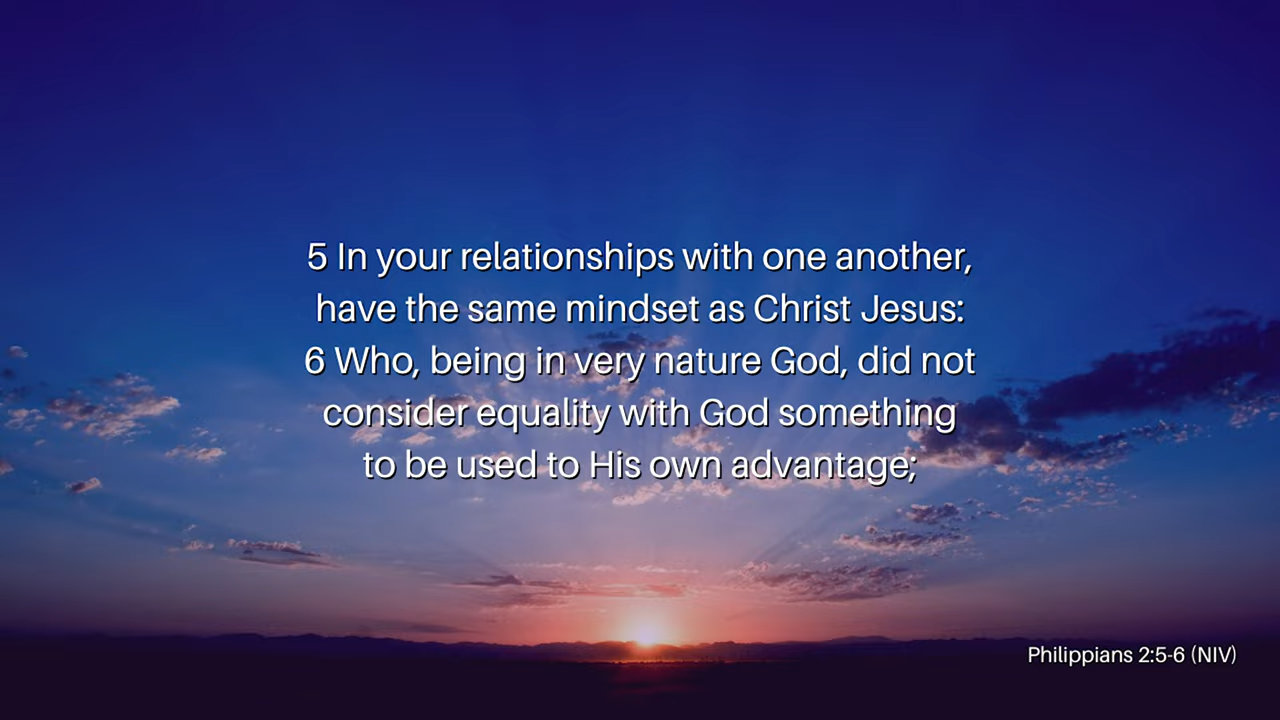 5 In your relationships with one another,
have the same mindset as Christ Jesus:
6 Who, being in very nature God, did not
consider equality with God something
to be used to His own advantage;
Philippians 2:5-6 (NIV)